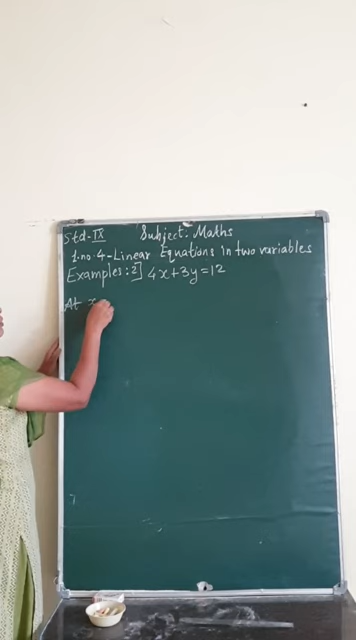 Std-IX Subject: Maths
L.no:4-Linear Equations in two variables
Examples:2] 4x+3y=12
At x